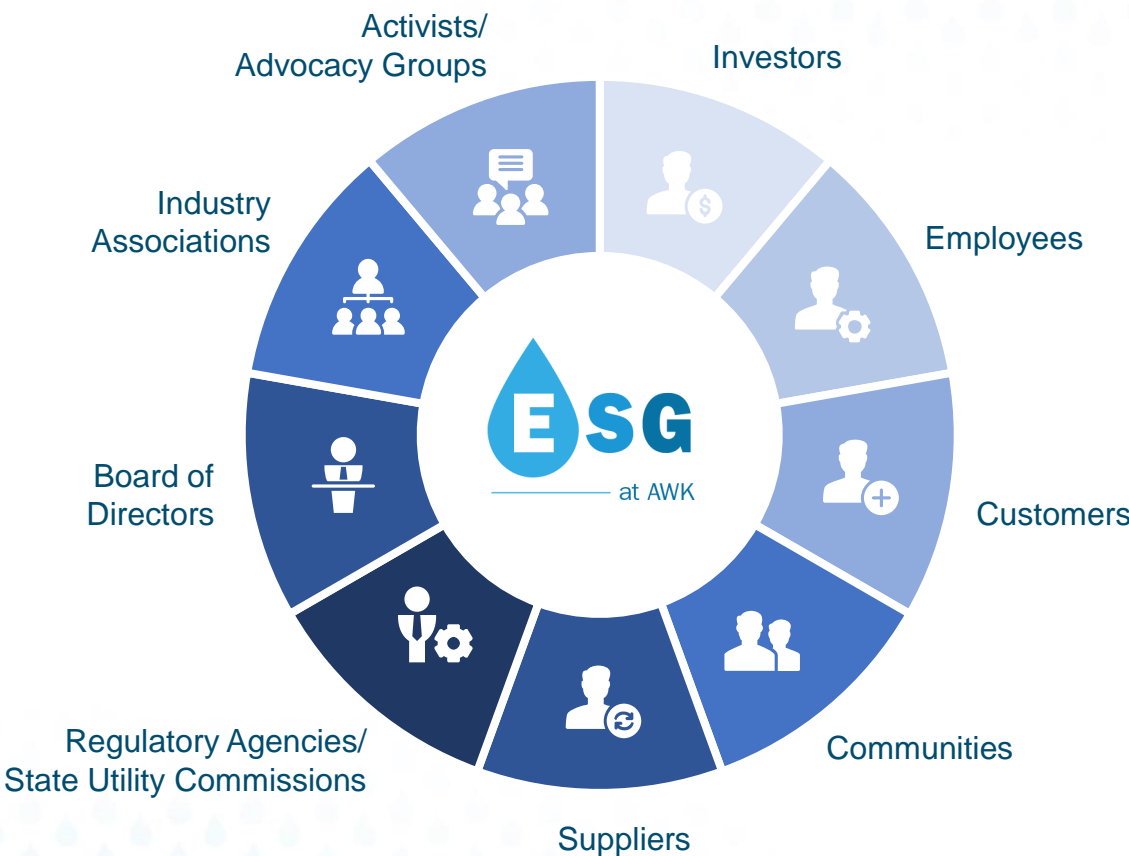 Activists/
Advocacy Groups
Investors
Industry
Associations
Employees
ESG
at AWK
Board of
Directors
Customers
Regulatory Agencies/
State Utility Commissions
Communities
Suppliers